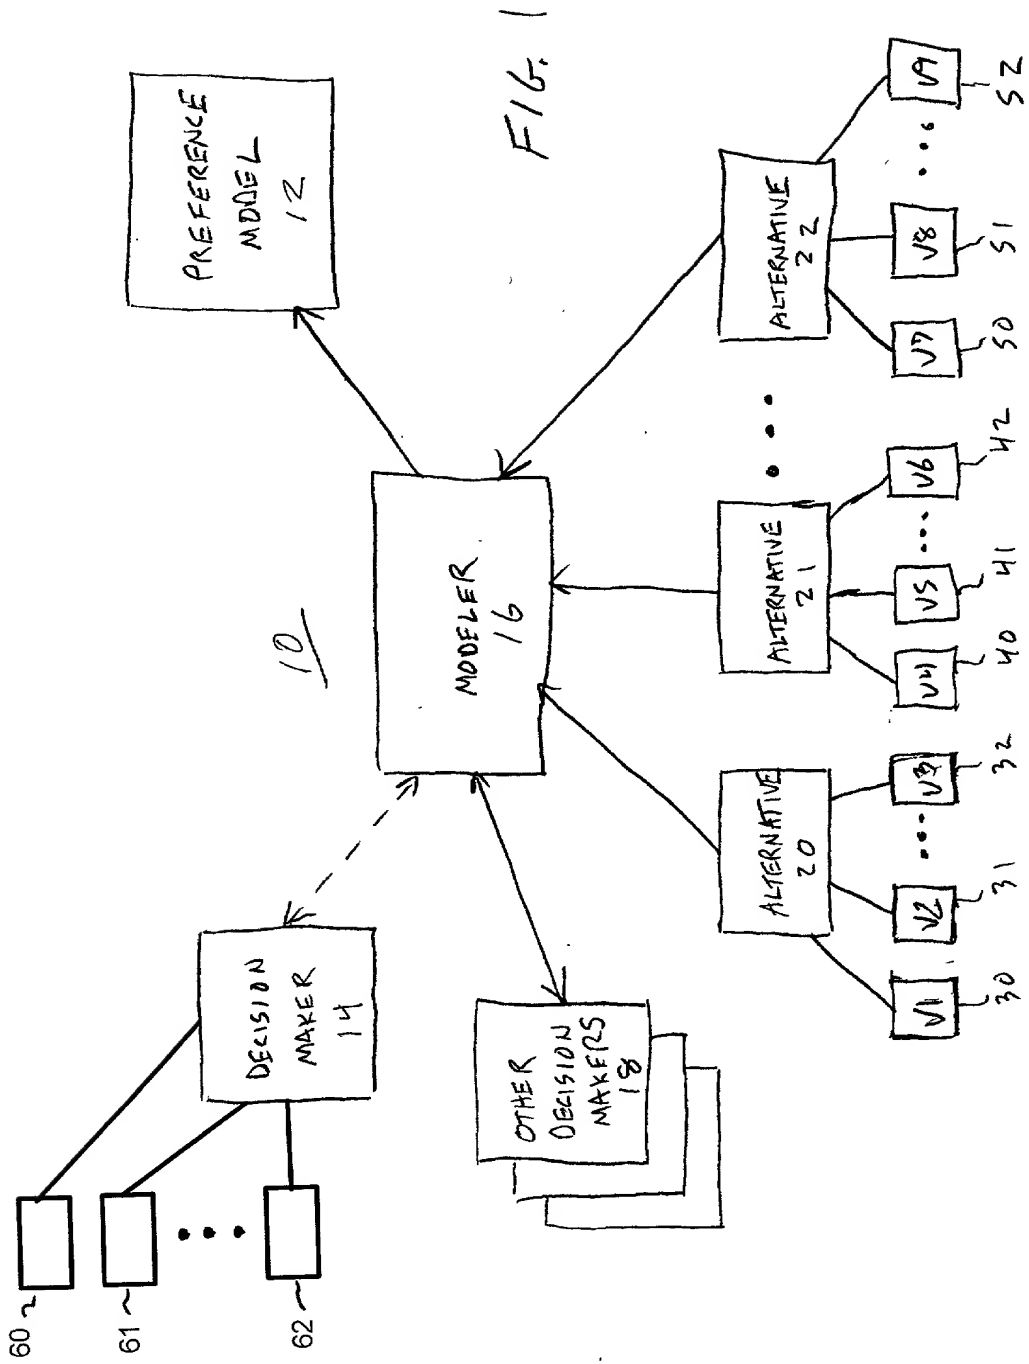 60
61
62
DECISION
MAKER
14
10
PREFERENCE
MODEL
12
MODELER
16
OTHER
DECISION
MAKERS
18
FIG. 1
ALTERNATIVE
20
ALTERNATIVE
21
ALTERNATIVE
22
V1
V2
V3
V4
V5
V6
V7
V8
V9
30
31
32
40
41
42
50
51
52